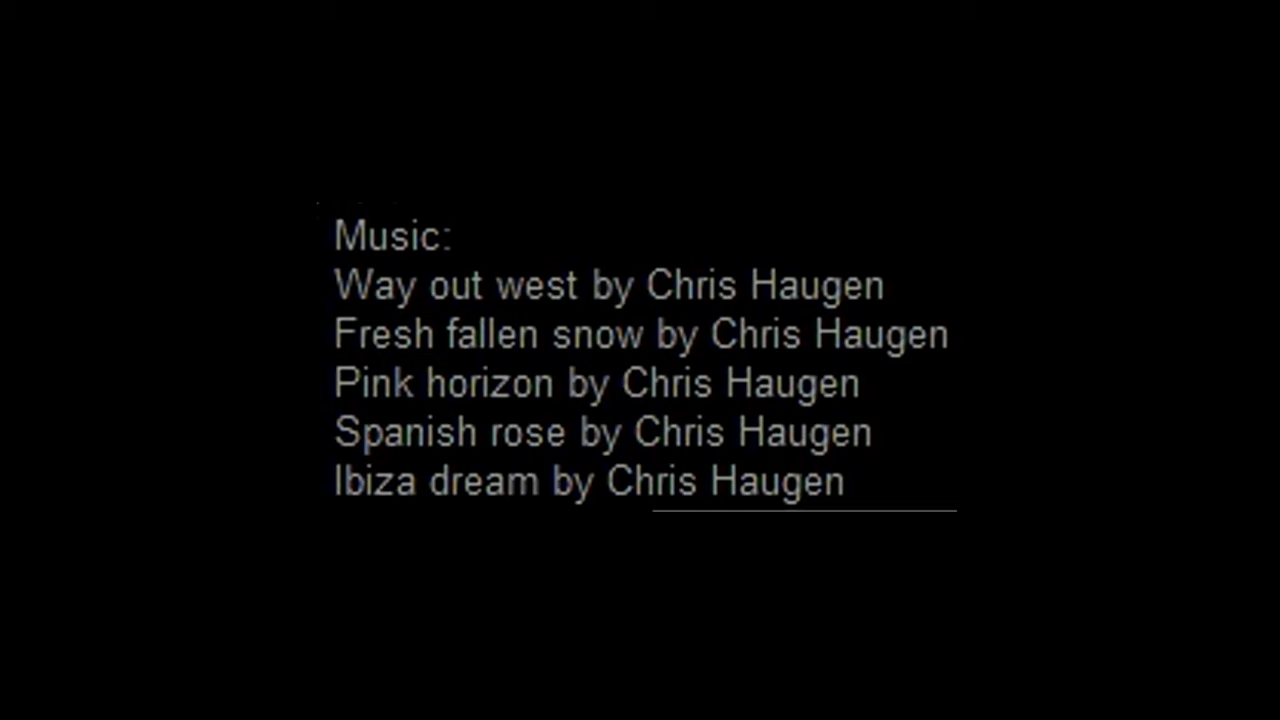 Music:
Way out west by Chris Haugen
Fresh fallen snow by Chris Haugen
Pink horizon by Chris Haugen
Spanish rose by Chris Haugen
Ibiza dream by Chris Haugen